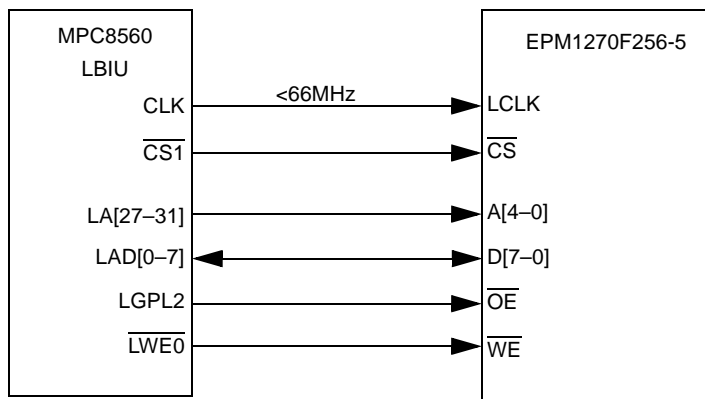 MPC8560
LBIU
EPM1270F256-5
CLK
<66MHz
LCLK
CS1
CS
LA[27–31]
A[4–0]
LAD[0–7]
D[7–0]
LGPL2
OE
LWE0
WE